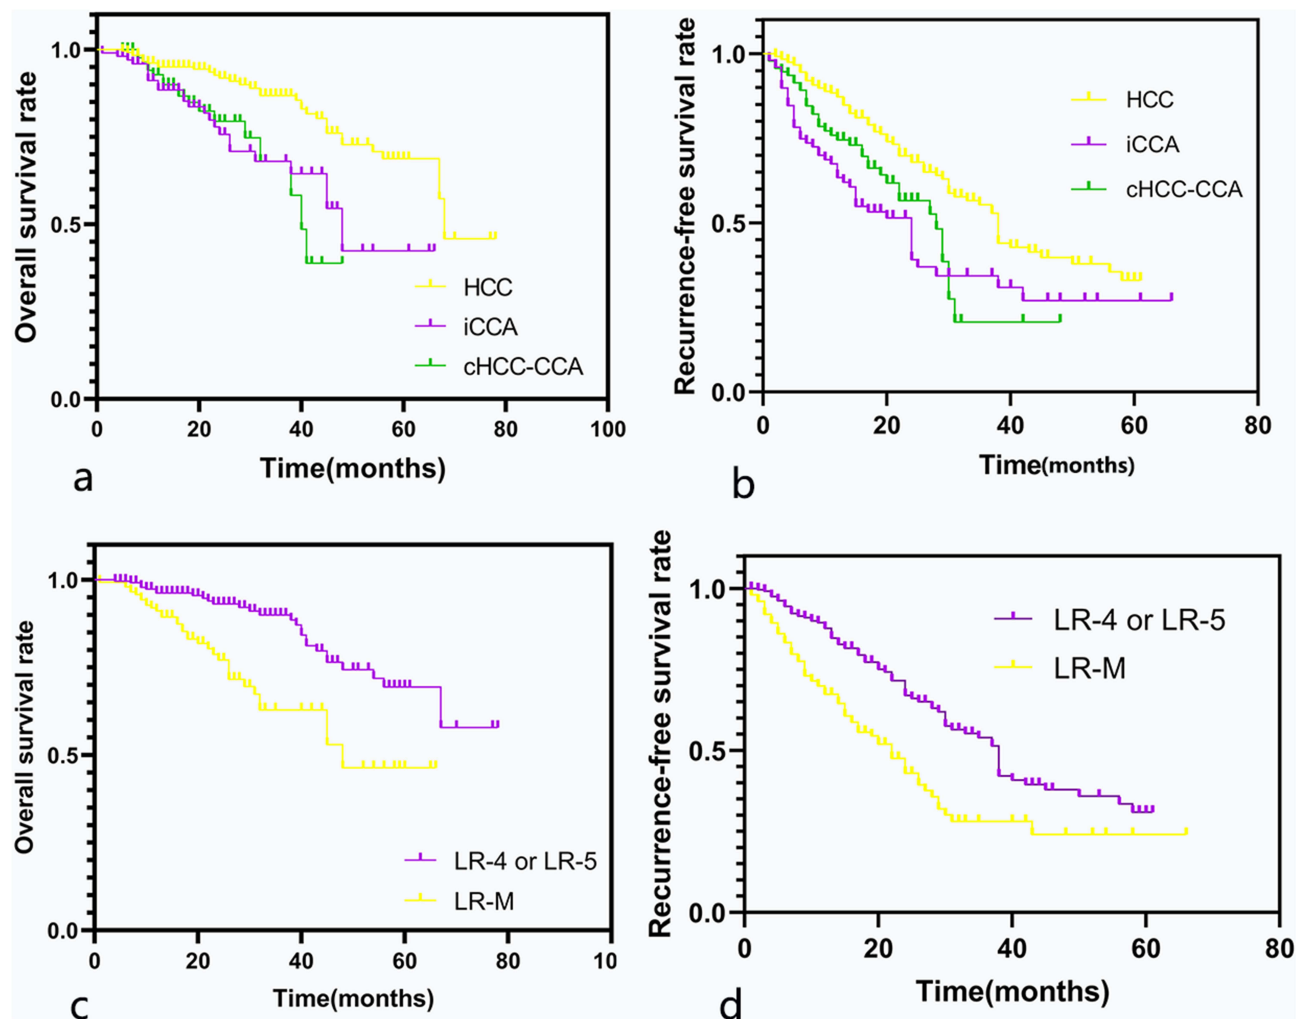 Overall survival rate
1.0
0.5
0.0
0 20 40 60 80 100
Time(months)
HCC
iCCA
cHCC-CCA
a
Recurrence-free survival rate
1.0
0.5
0.0
0 20 40 60 80
Time(months)
HCC
iCCA
cHCC-CCA
b
Overall survival rate
1.0
0.5
0.0
0 20 40 60 80 10
Time(months)
LR-4 or LR-5
LR-M
c
Recurrence-free survival rate
1.0
0.5
0.0
0 20 40 60 80
Time(months)
LR-4 or LR-5
LR-M
d